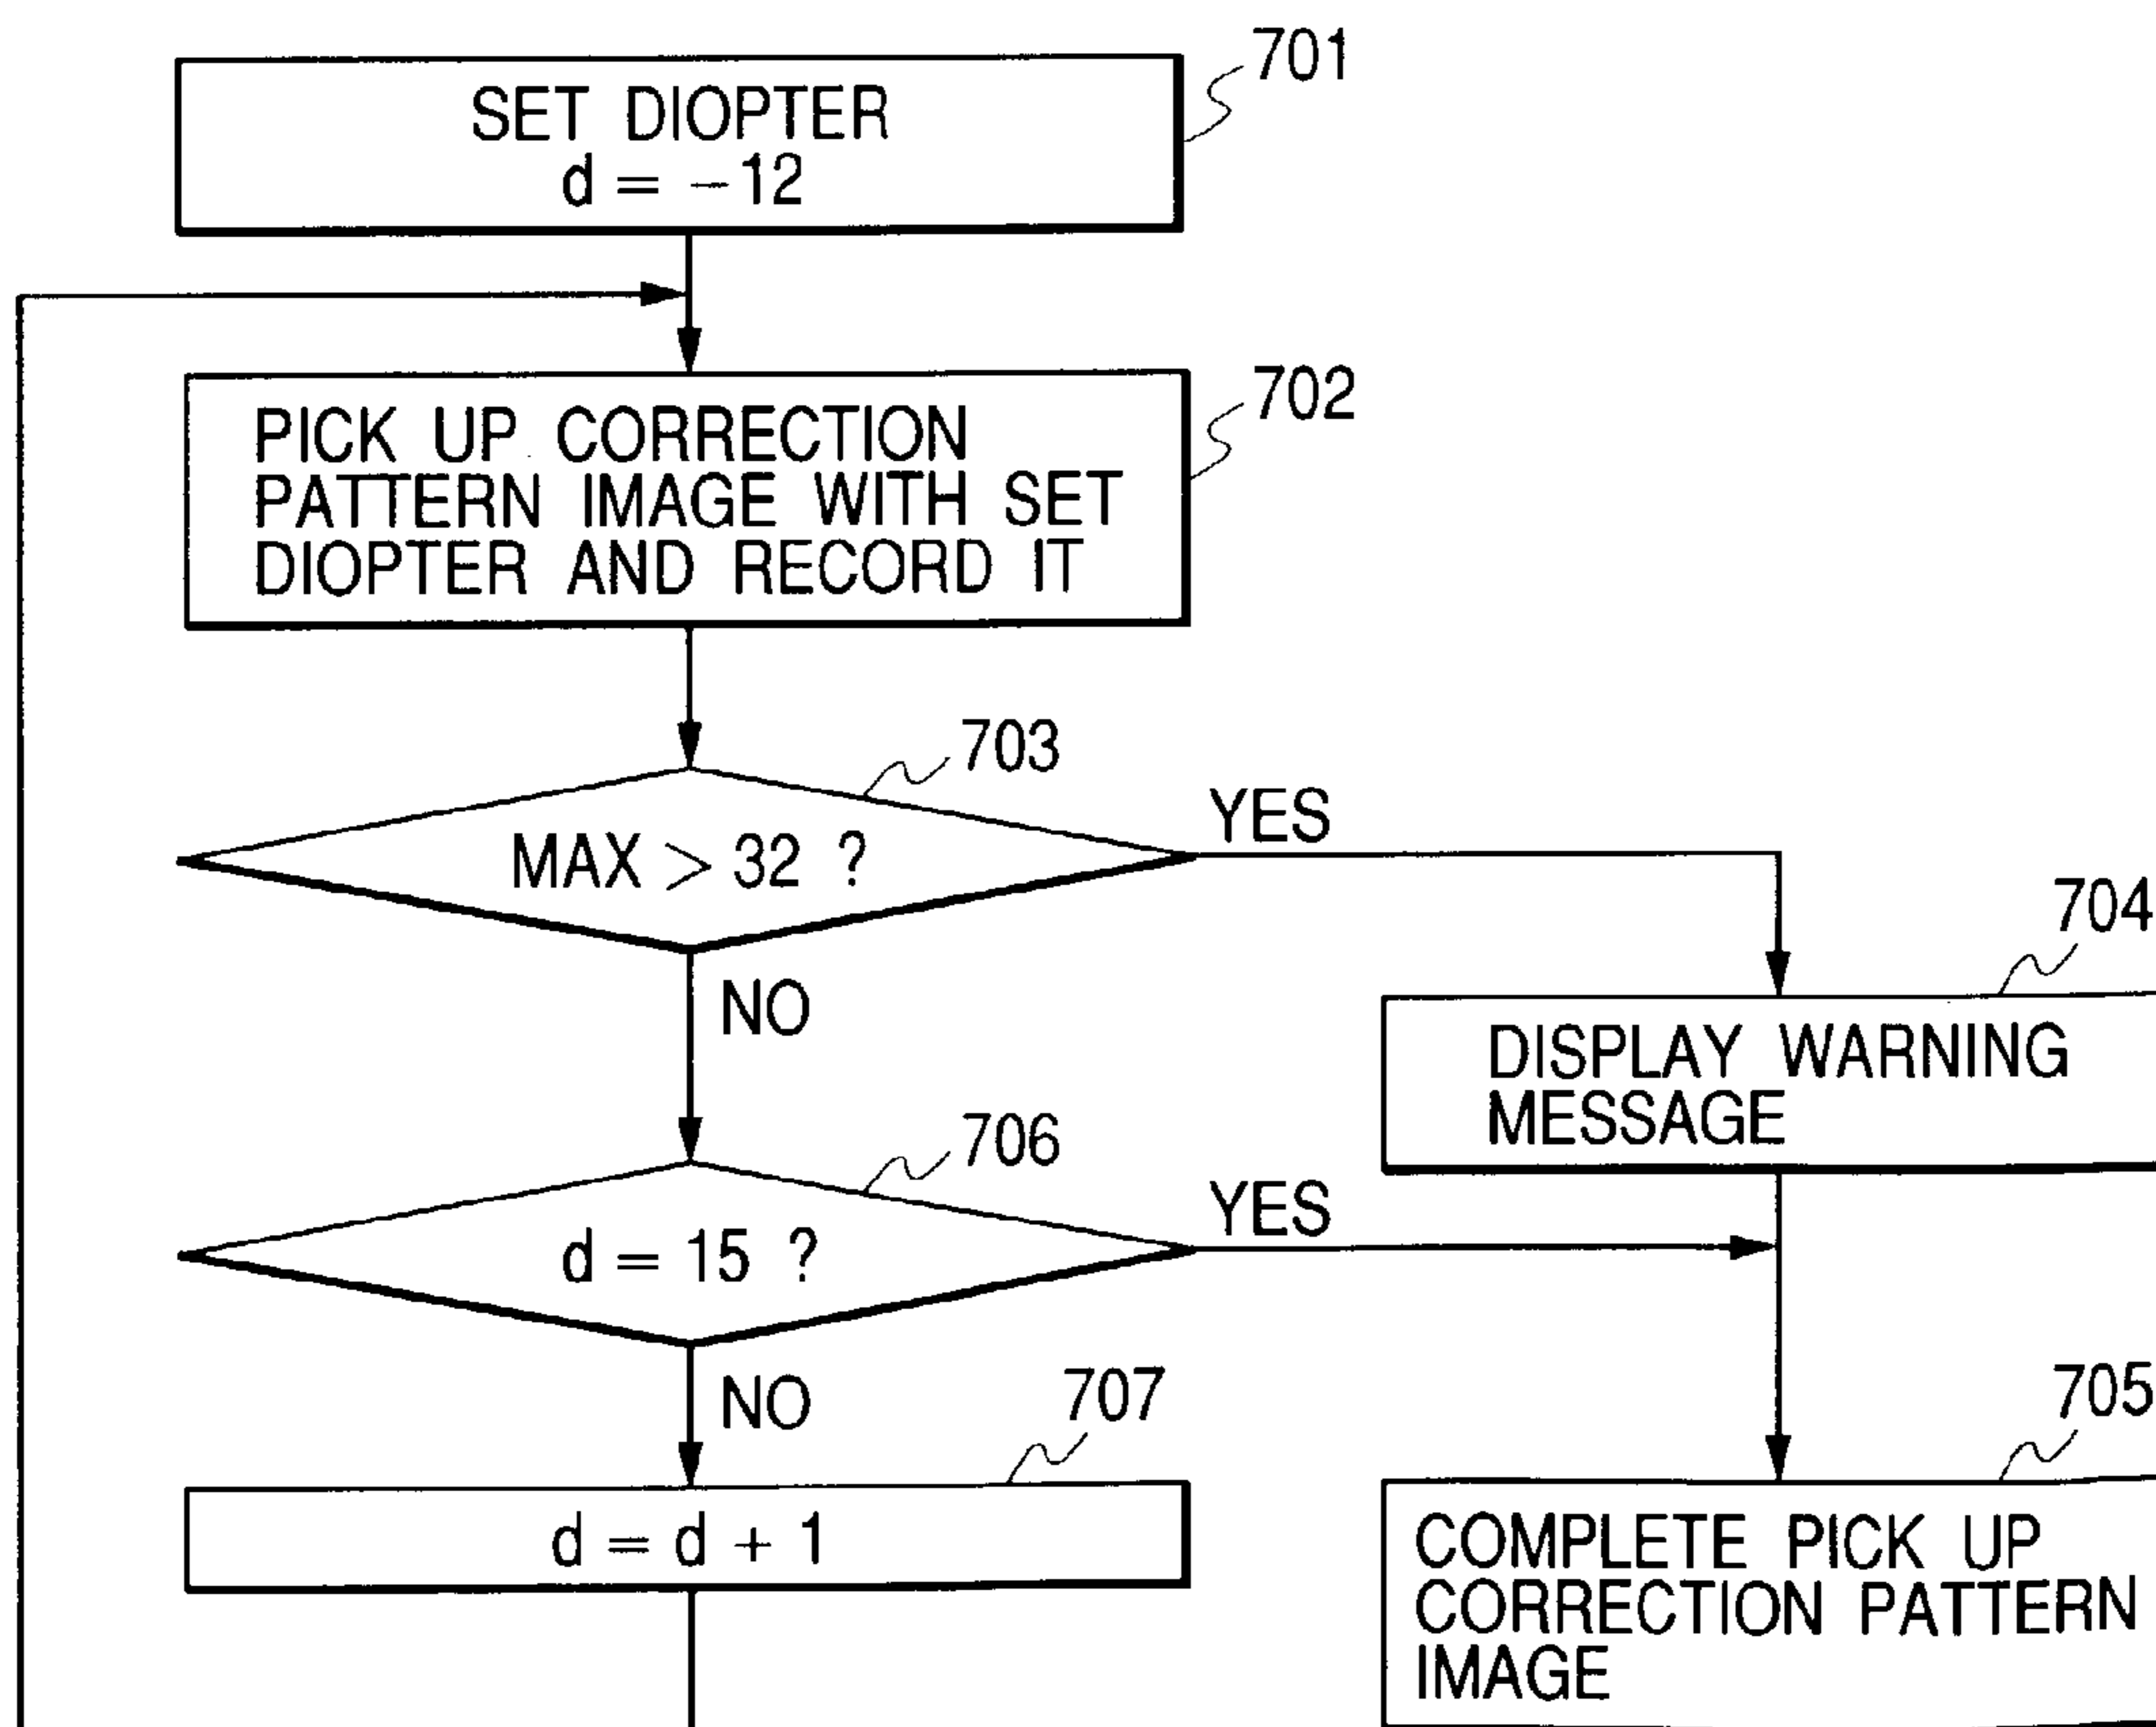 701
SET DIOPTER
d = −12
702
PICK UP CORRECTION
PATTERN IMAGE WITH SET
DIOPTER AND RECORD IT
703
MAX > 32 ?
YES
NO
704
DISPLAY WARNING
MESSAGE
706
d = 15 ?
YES
NO
705
COMPLETE PICK UP
CORRECTION PATTERN
IMAGE
707
d = d + 1